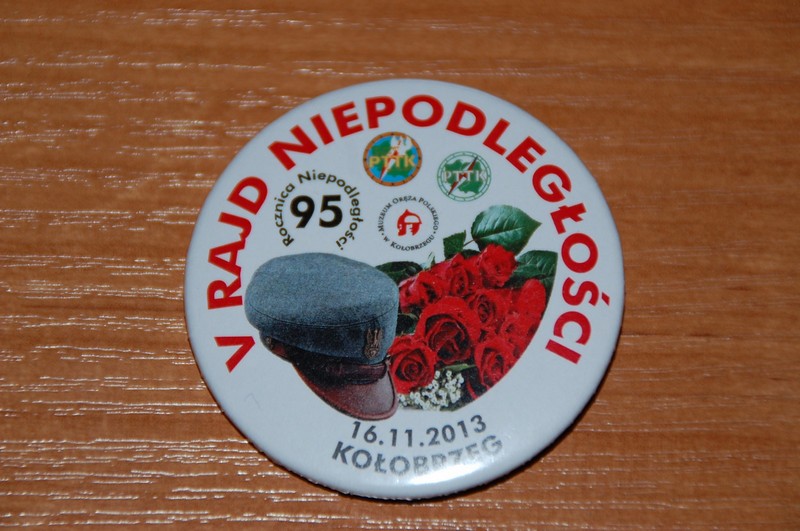 V RAJD NIEPODLEGŁOŚCI
PTTK
PTTK
Rocznica Niepodległości
95
MUZEUM ORĘŻA POLSKIEGO
W KOŁOBRZEGU
16.11.2013
KOŁOBRZEG